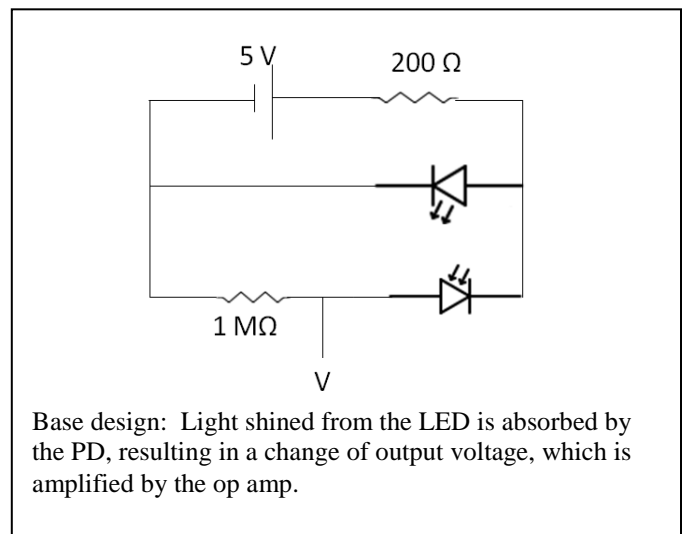 5 V
200 Ω
1 MΩ
V
Base design:  Light shined from the LED is absorbed by
the PD, resulting in a change of output voltage, which is
amplified by the op amp.